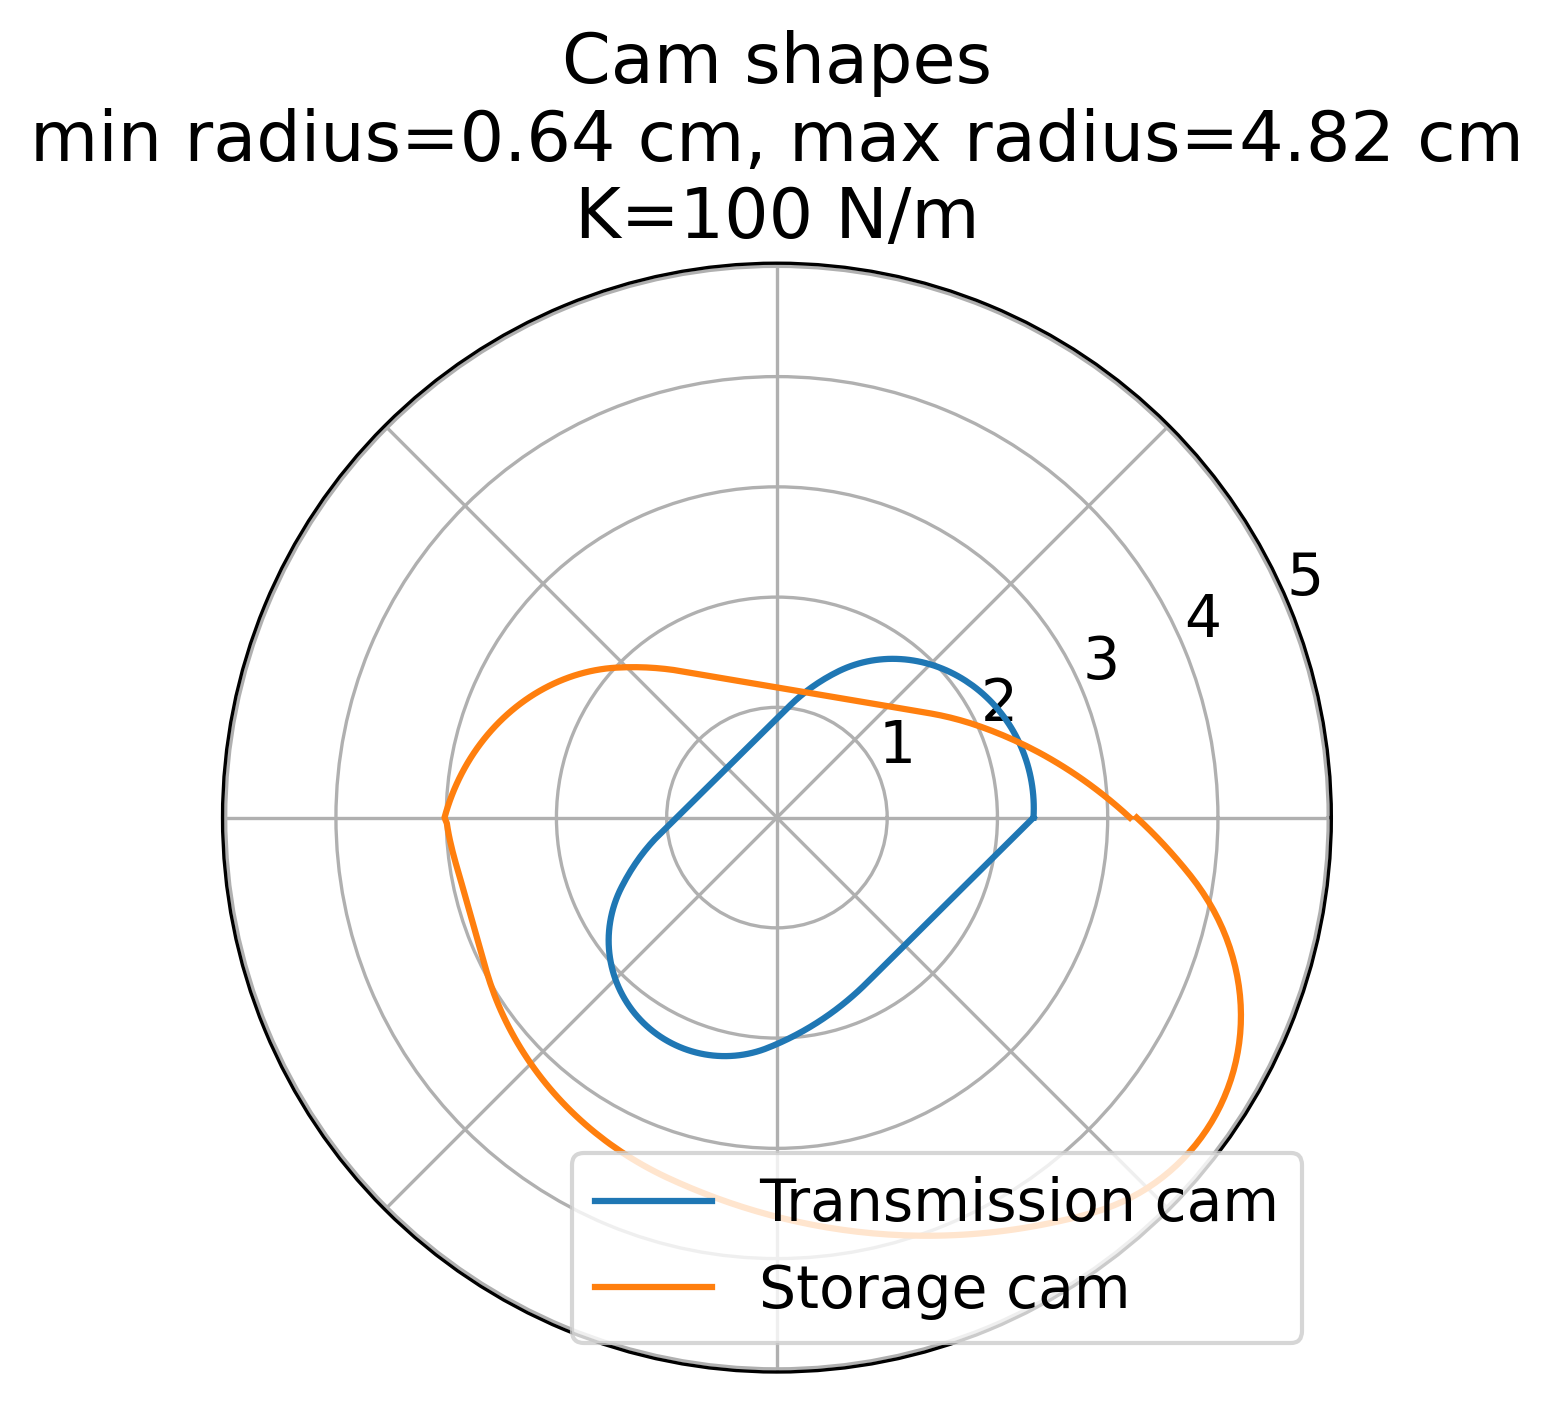 Cam shapes
min radius=0.64 cm, max radius=4.82 cm
K=100 N/m
5
4
3
2
1
Transmission cam
Storage cam